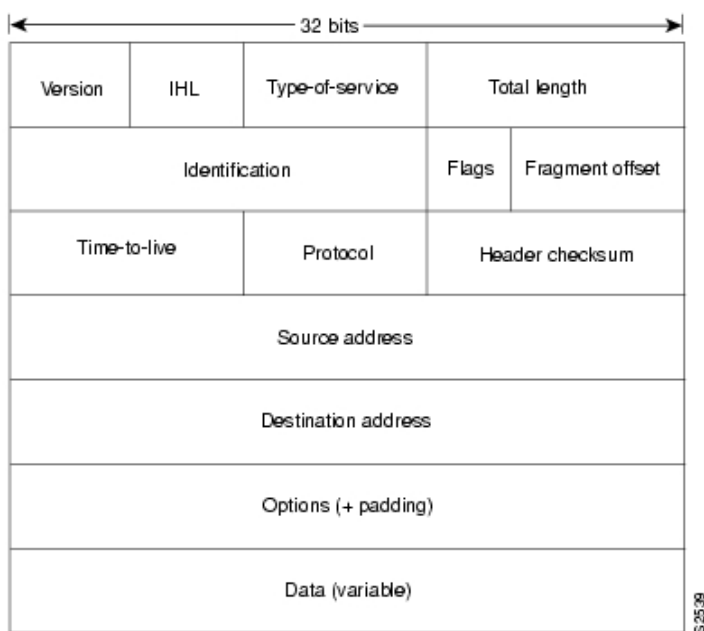 32 bits
Version IHL Type-of-service Total length
Identification Flags Fragment offset
Time-to-live Protocol Header checksum
Source address
Destination address
Options (+ padding)
Data (variable)
S2539